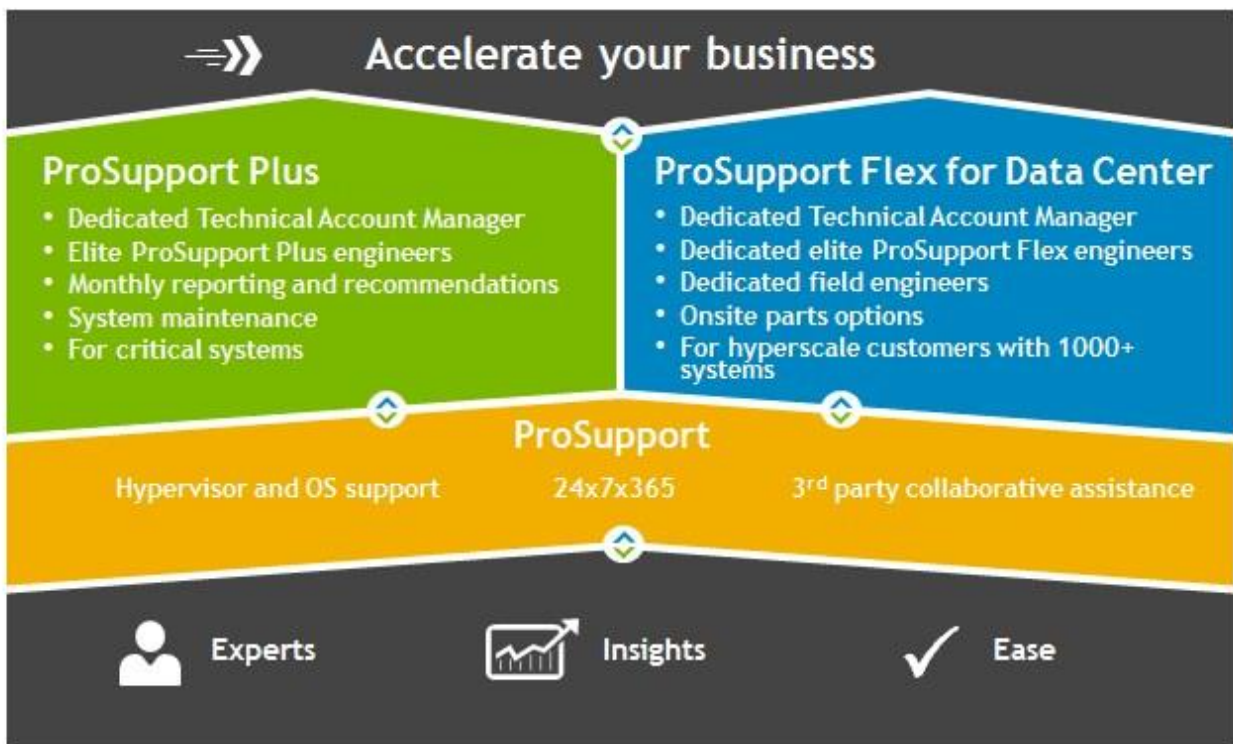 Accelerate your business
ProSupport Plus
• Dedicated Technical Account Manager
• Elite ProSupport Plus engineers
• Monthly reporting and recommendations
• System maintenance
• For critical systems
ProSupport Flex for Data Center
• Dedicated Technical Account Manager
• Dedicated elite ProSupport Flex engineers
• Dedicated field engineers
• Onsite parts options
• For hyperscale customers with 1000+
systems
ProSupport
Hypervisor and OS support 24x7x365 3rd party collaborative assistance
Experts Insights Ease